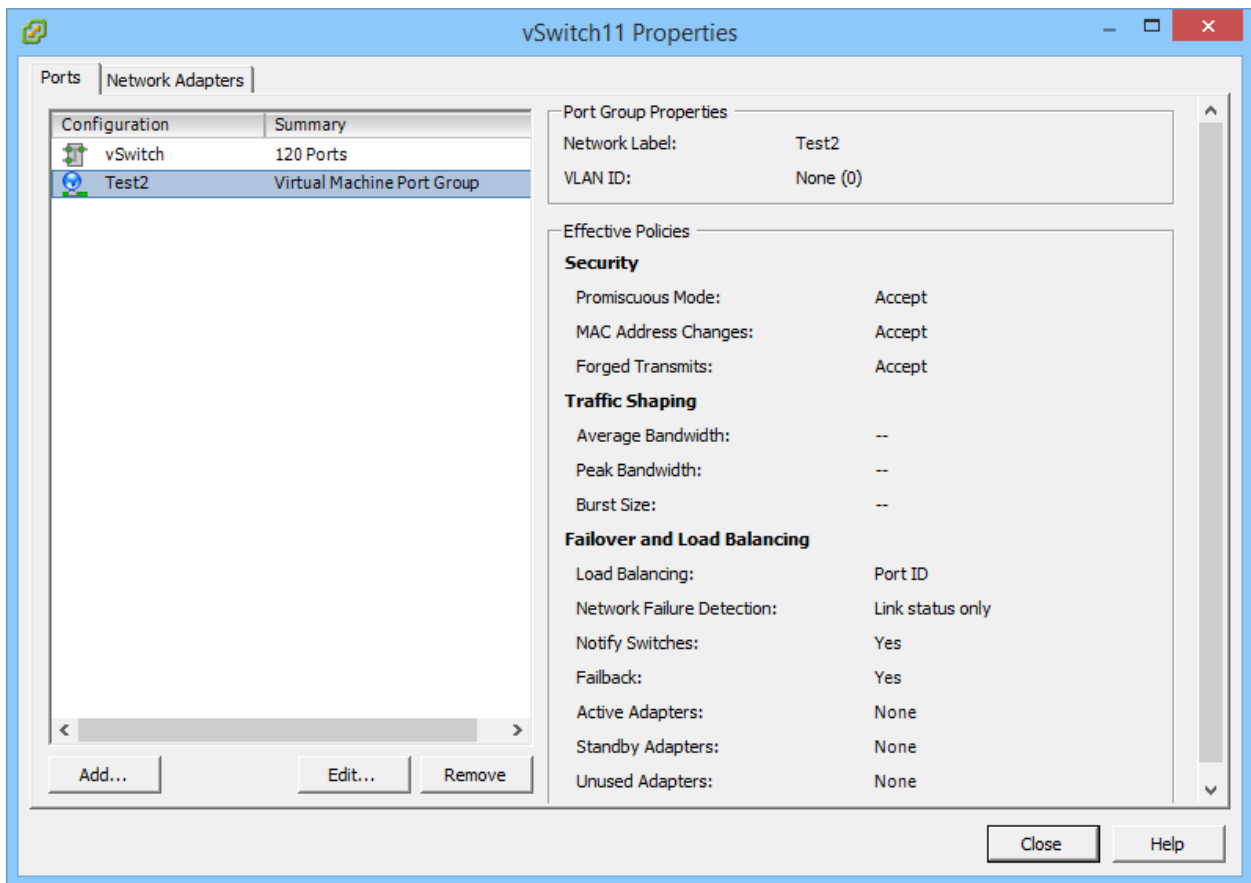 vSwitch11 Properties
Ports Network Adapters
Configuration Summary
vSwitch 120 Ports
Test2 Virtual Machine Port Group
Add... Edit... Remove
Port Group Properties
Network Label: Test2
VLAN ID: None (0)
Effective Policies
Security
Promiscuous Mode: Accept
MAC Address Changes: Accept
Forged Transmits: Accept
Traffic Shaping
Average Bandwidth: --
Peak Bandwidth: --
Burst Size: --
Failover and Load Balancing
Load Balancing: Port ID
Network Failure Detection: Link status only
Notify Switches: Yes
Failback: Yes
Active Adapters: None
Standby Adapters: None
Unused Adapters: None
Close Help